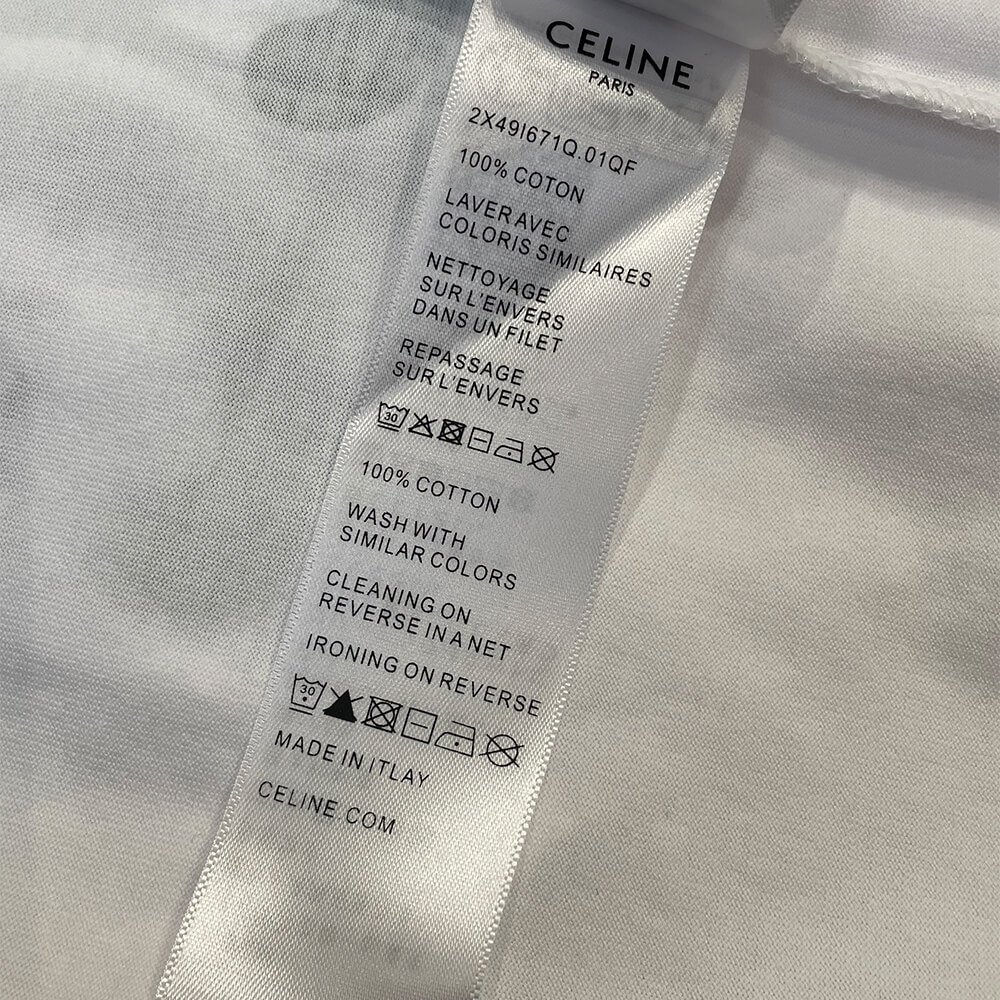 CELINE
PARIS
2X49I671Q.01QF
100% COTON
LAVER AVEC
COLORIS SIMILAIRES
NETTOYAGE
SUR L'ENVERS
DANS UN FILET
REPASSAGE
SUR L'ENVERS
30
100% COTTON
WASH WITH
SIMILAR COLORS
CLEANING ON
REVERSE IN A NET
IRONING ON REVERSE
30
MADE IN ITLAY
CELINE.COM